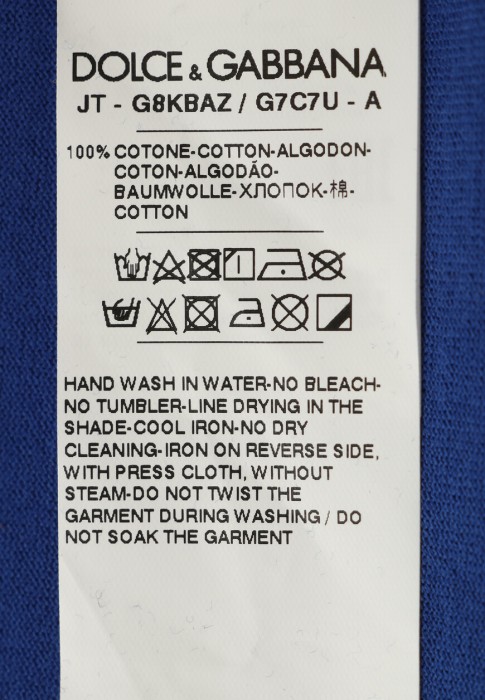 DOLCE & GABBANA
JT - G8KBAZ / G7C7U - A
100% COTONE-COTTON-ALGODON-
COTON-ALGODÃO-
BAUMWOLLE-ХЛОПОК-棉-
COTTON
HAND WASH IN WATER-NO BLEACH-
NO TUMBLER-LINE DRYING IN THE
SHADE-COOL IRON-NO DRY
CLEANING-IRON ON REVERSE SIDE,
WITH PRESS CLOTH, WITHOUT
STEAM-DO NOT TWIST THE
GARMENT DURING WASHING / DO
NOT SOAK THE GARMENT